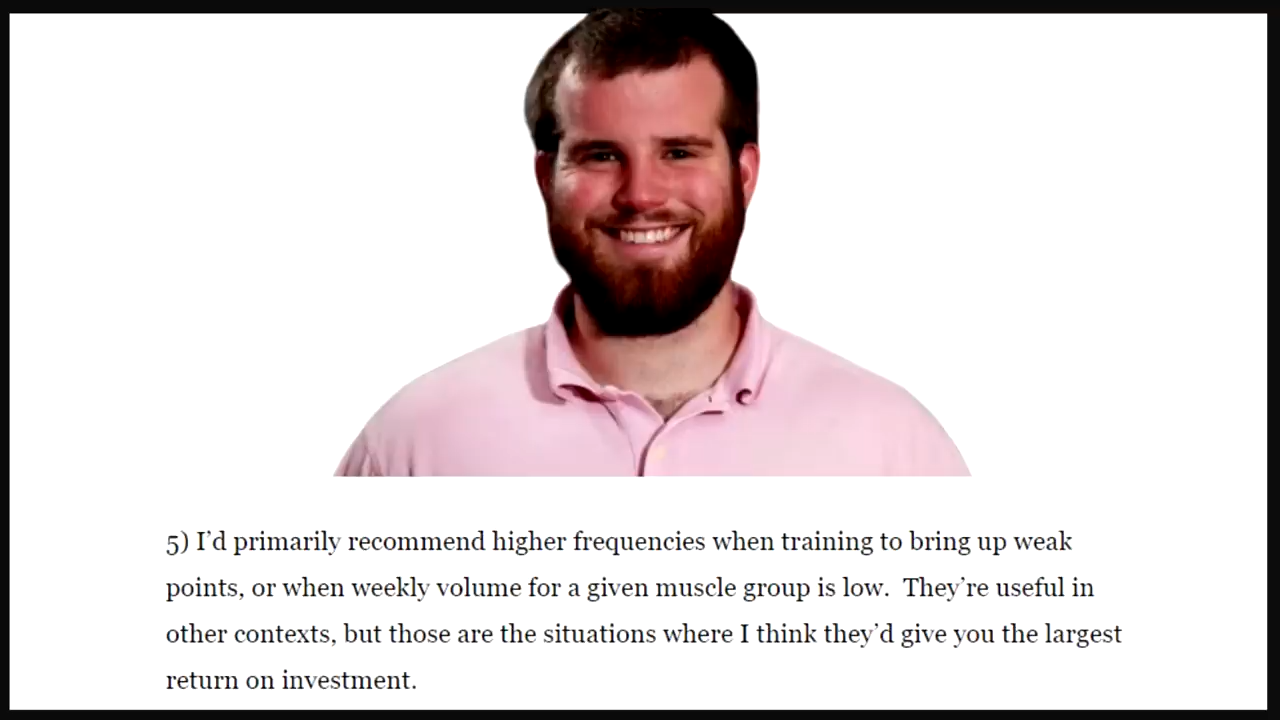 5) I’d primarily recommend higher frequencies when training to bring up weak
points, or when weekly volume for a given muscle group is low.  They’re useful in
other contexts, but those are the situations where I think they’d give you the largest
return on investment.